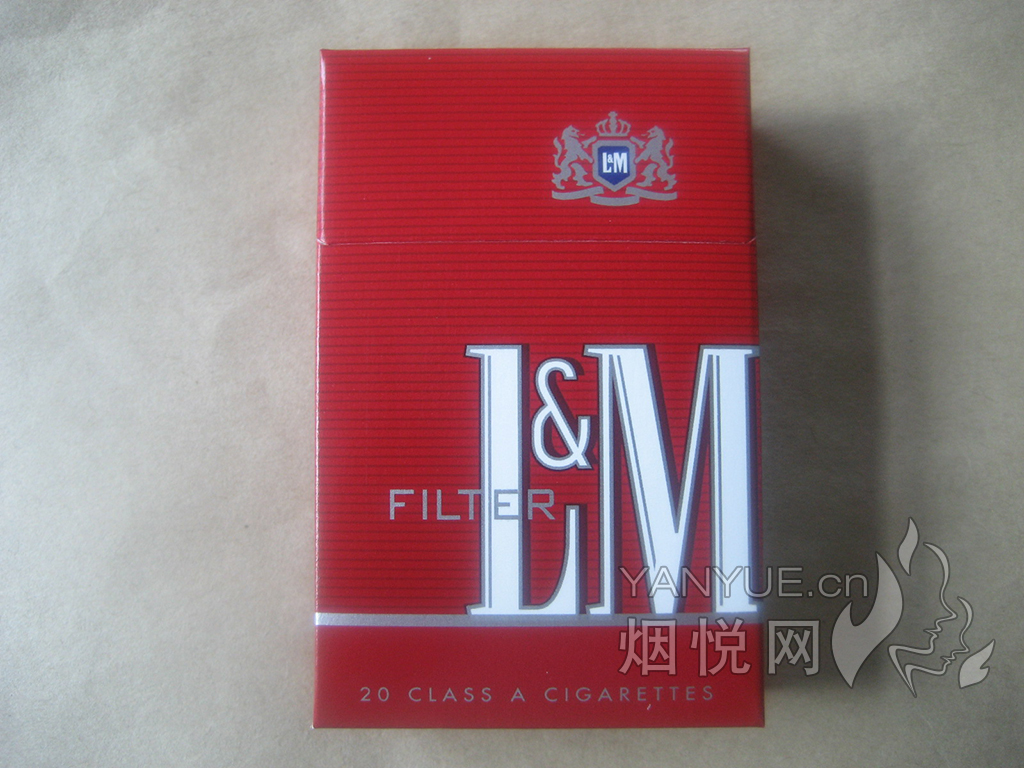 L&M
L&M
FILTER
YANYUE.cn
烟悦网
20 CLASS A CIGARETTES